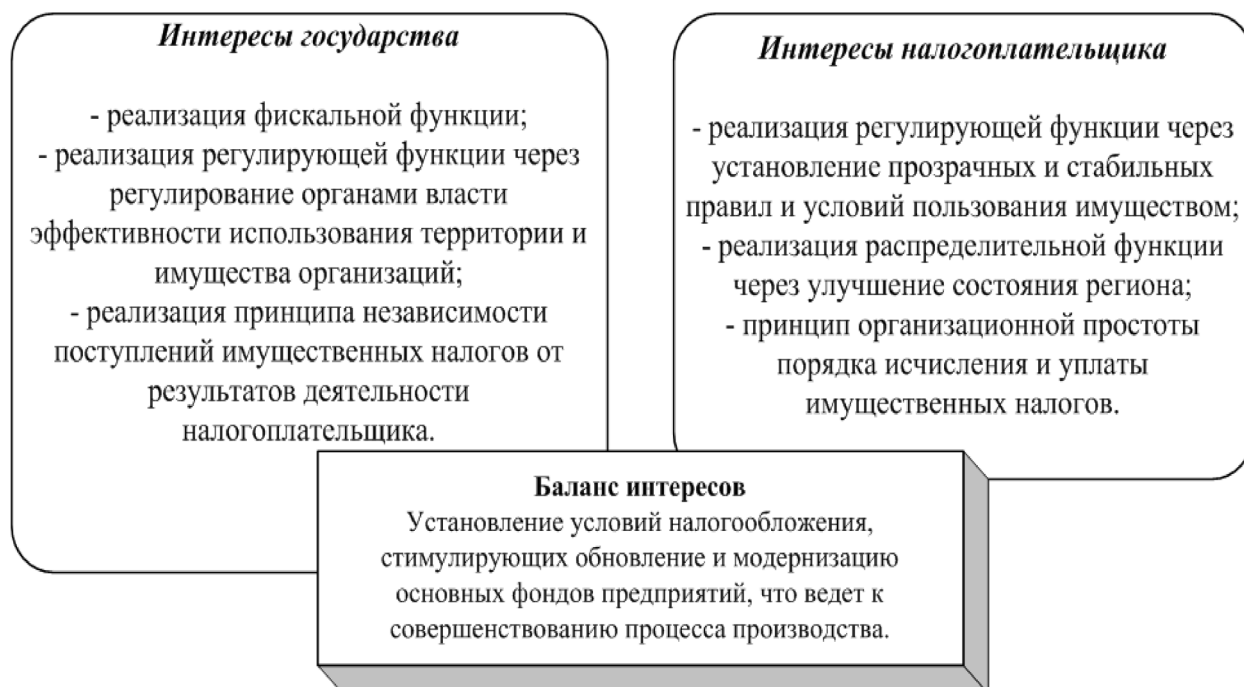 Интересы государства
- реализация фискальной функции;
- реализация регулирующей функции через
регулирование органами власти
эффективности использования территории и
имущества организаций;
- реализация принципа независимости
поступлений имущественных налогов от
результатов деятельности
налогоплательщика.
Интересы налогоплательщика
- реализация регулирующей функции через
установление прозрачных и стабильных
правил и условий пользования имуществом;
- реализация распределительной функции
через улучшение состояния региона;
- принцип организационной простоты
порядка исчисления и уплаты
имущественных налогов.
Баланс интересов
Установление условий налогообложения,
стимулирующих обновление и модернизацию
основных фондов предприятий, что ведет к
совершенствованию процесса производства.